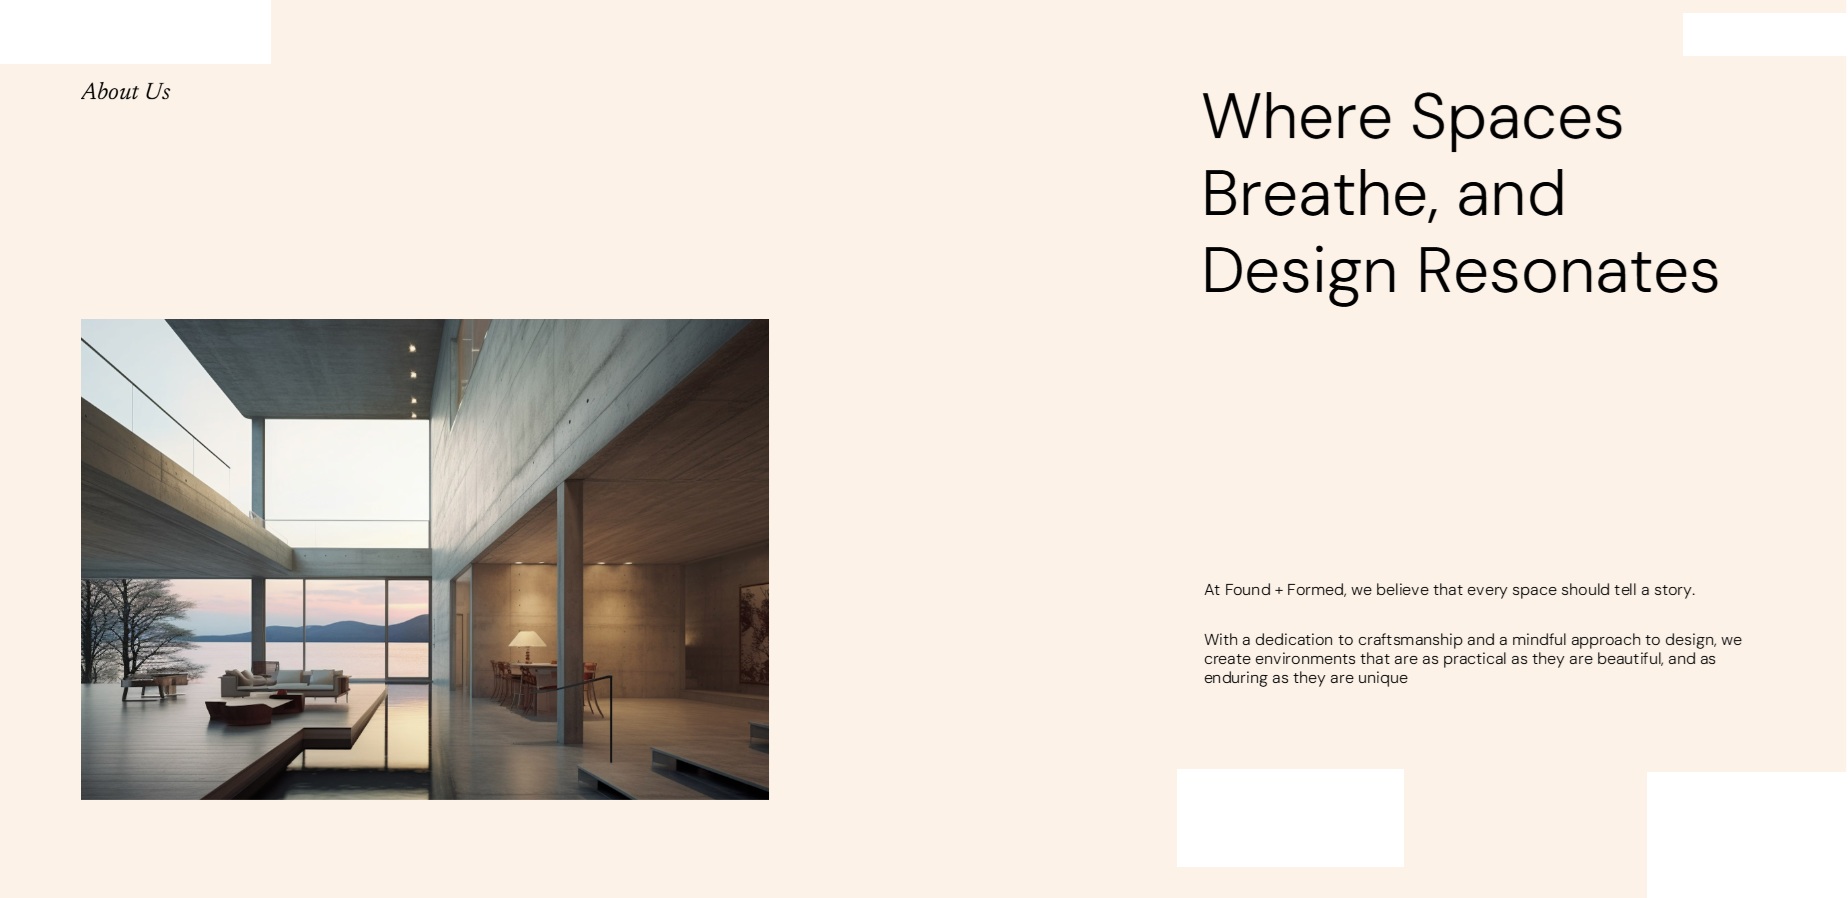 About Us
Where Spaces
Breathe, and
Design Resonates
At Found + Formed, we believe that every space should tell a story.
With a dedication to craftsmanship and a mindful approach to design, we
create environments that are as practical as they are beautiful, and as
enduring as they are unique